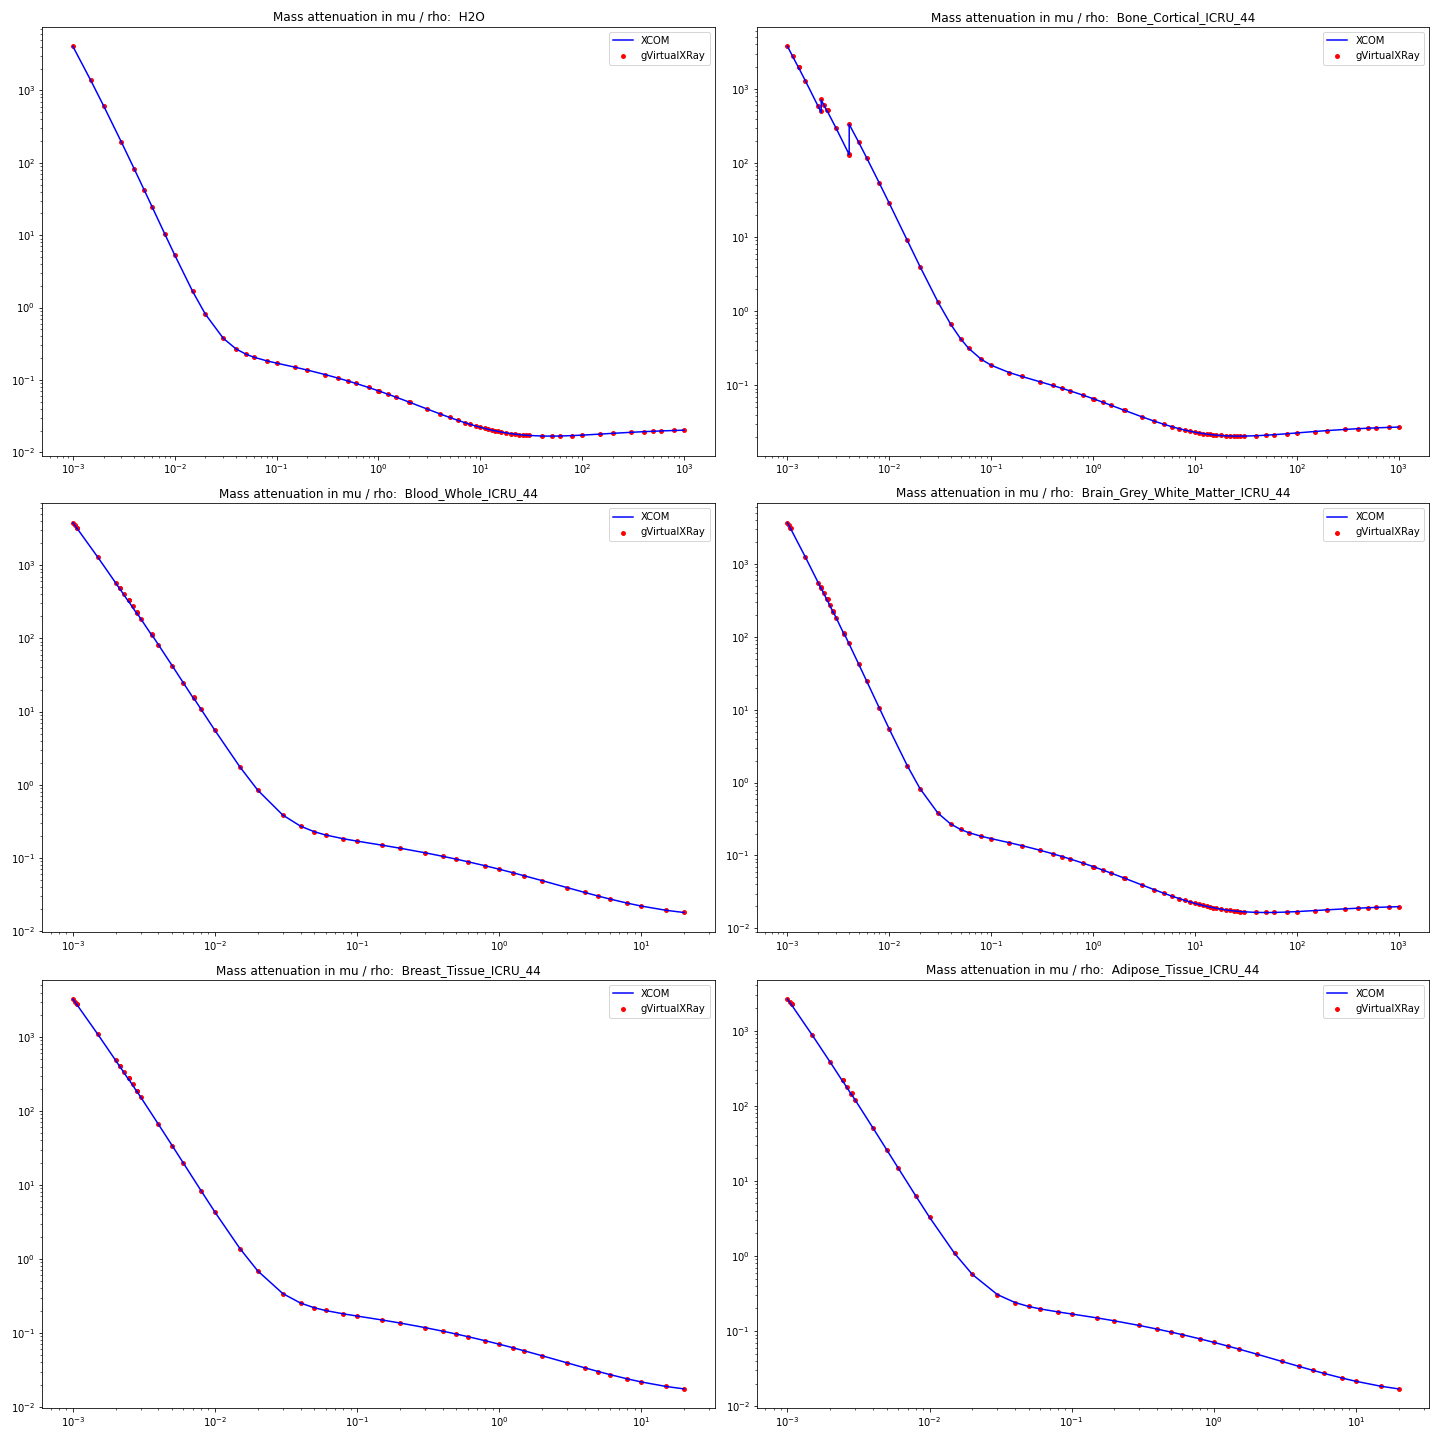 Mass attenuation in mu / rho:  H2O
XCOM
gVirtualXRay
10³
10²
10¹
10⁰
10⁻¹
10⁻²
10⁻³ 10⁻² 10⁻¹ 10⁰ 10¹ 10² 10³
Mass attenuation in mu / rho:  Bone_Cortical_ICRU_44
XCOM
gVirtualXRay
10³
10²
10¹
10⁰
10⁻¹
10⁻³ 10⁻² 10⁻¹ 10⁰ 10¹ 10² 10³
Mass attenuation in mu / rho:  Blood_Whole_ICRU_44
XCOM
gVirtualXRay
10³
10²
10¹
10⁰
10⁻¹
10⁻²
10⁻³ 10⁻² 10⁻¹ 10⁰ 10¹
Mass attenuation in mu / rho:  Brain_Grey_White_Matter_ICRU_44
XCOM
gVirtualXRay
10³
10²
10¹
10⁰
10⁻¹
10⁻²
10⁻³ 10⁻² 10⁻¹ 10⁰ 10¹ 10² 10³
Mass attenuation in mu / rho:  Breast_Tissue_ICRU_44
XCOM
gVirtualXRay
10³
10²
10¹
10⁰
10⁻¹
10⁻²
10⁻³ 10⁻² 10⁻¹ 10⁰ 10¹
Mass attenuation in mu / rho:  Adipose_Tissue_ICRU_44
XCOM
gVirtualXRay
10³
10²
10¹
10⁰
10⁻¹
10⁻²
10⁻³ 10⁻² 10⁻¹ 10⁰ 10¹